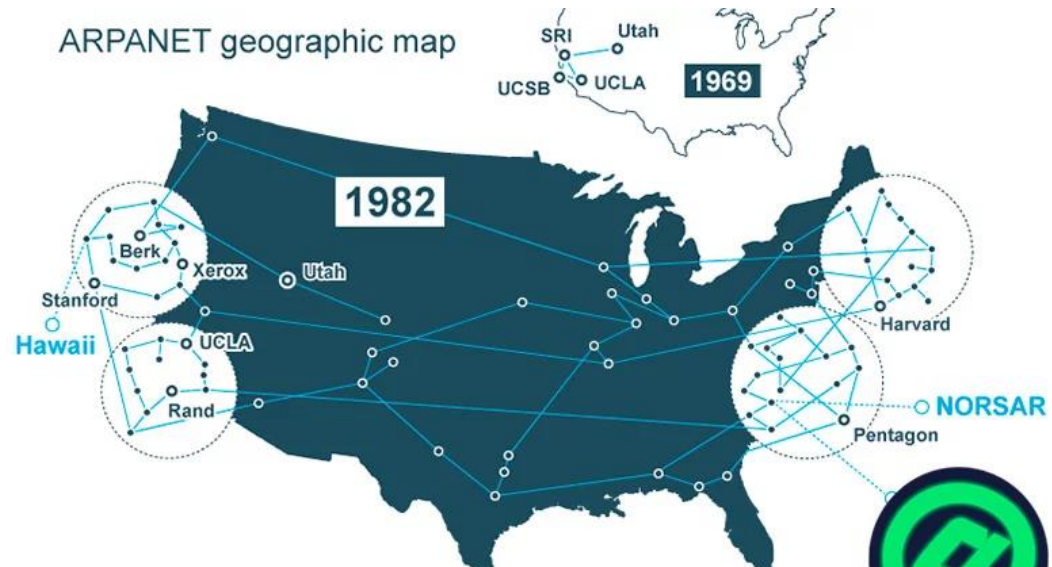 ARPANET geographic map
SRI
Utah
UCSB
UCLA
1969
1982
Berk
Xerox
Utah
Stanford
Hawaii
UCLA
Rand
Harvard
NORSAR
Pentagon